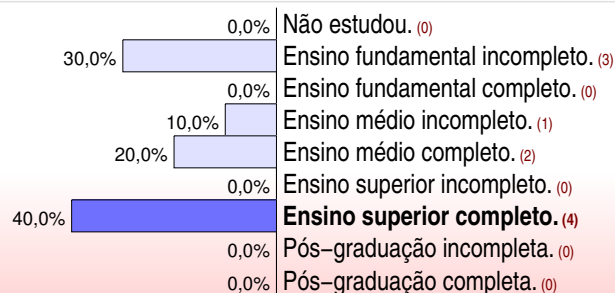 0,0% Não estudou. (0)
30,0% Ensino fundamental incompleto. (3)
0,0% Ensino fundamental completo. (0)
10,0% Ensino médio incompleto. (1)
20,0% Ensino médio completo. (2)
0,0% Ensino superior incompleto. (0)
40,0% Ensino superior completo. (4)
0,0% Pós−graduação incompleta. (0)
0,0% Pós−graduação completa. (0)